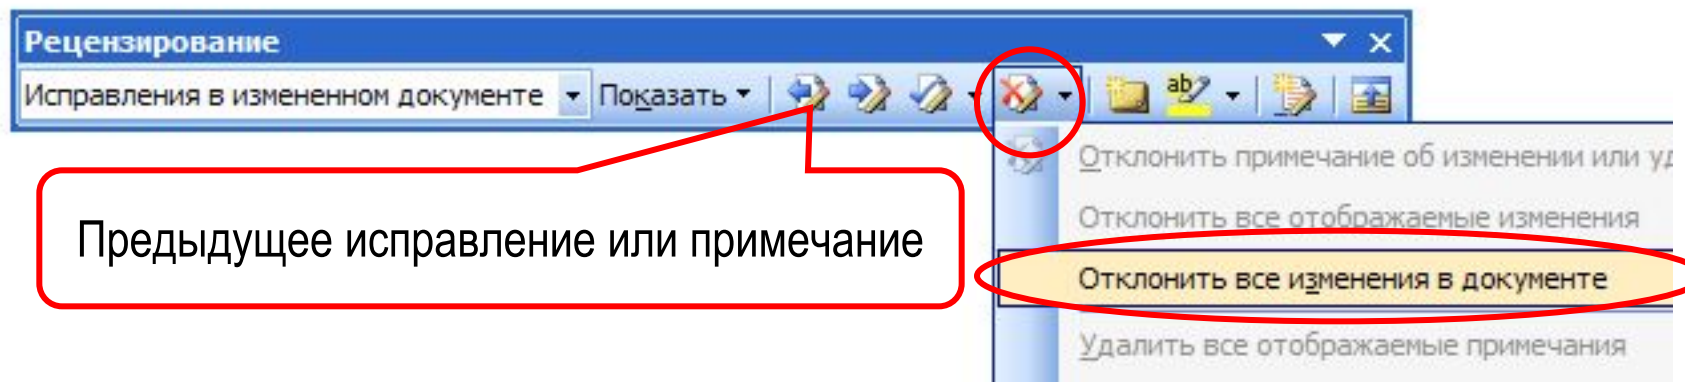 Рецензирование
Исправления в измененном документе Показать
Отклонить примечание об изменении или
Отклонить все отображаемые изменения
Предыдущее исправление или примечание
Отклонить все изменения в документе
Удалить все отображаемые примечания